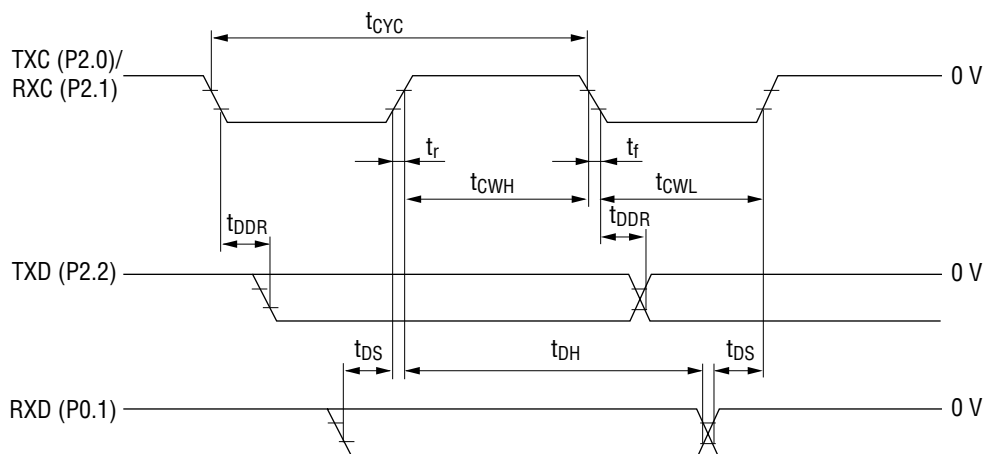 tCYC
TXC (P2.0)/
RXC (P2.1)
0 V
tr
tf
tCWH
tCWL
tDDR
tDDR
TXD (P2.2)
0 V
tDS
tDH
tDS
RXD (P0.1)
0 V